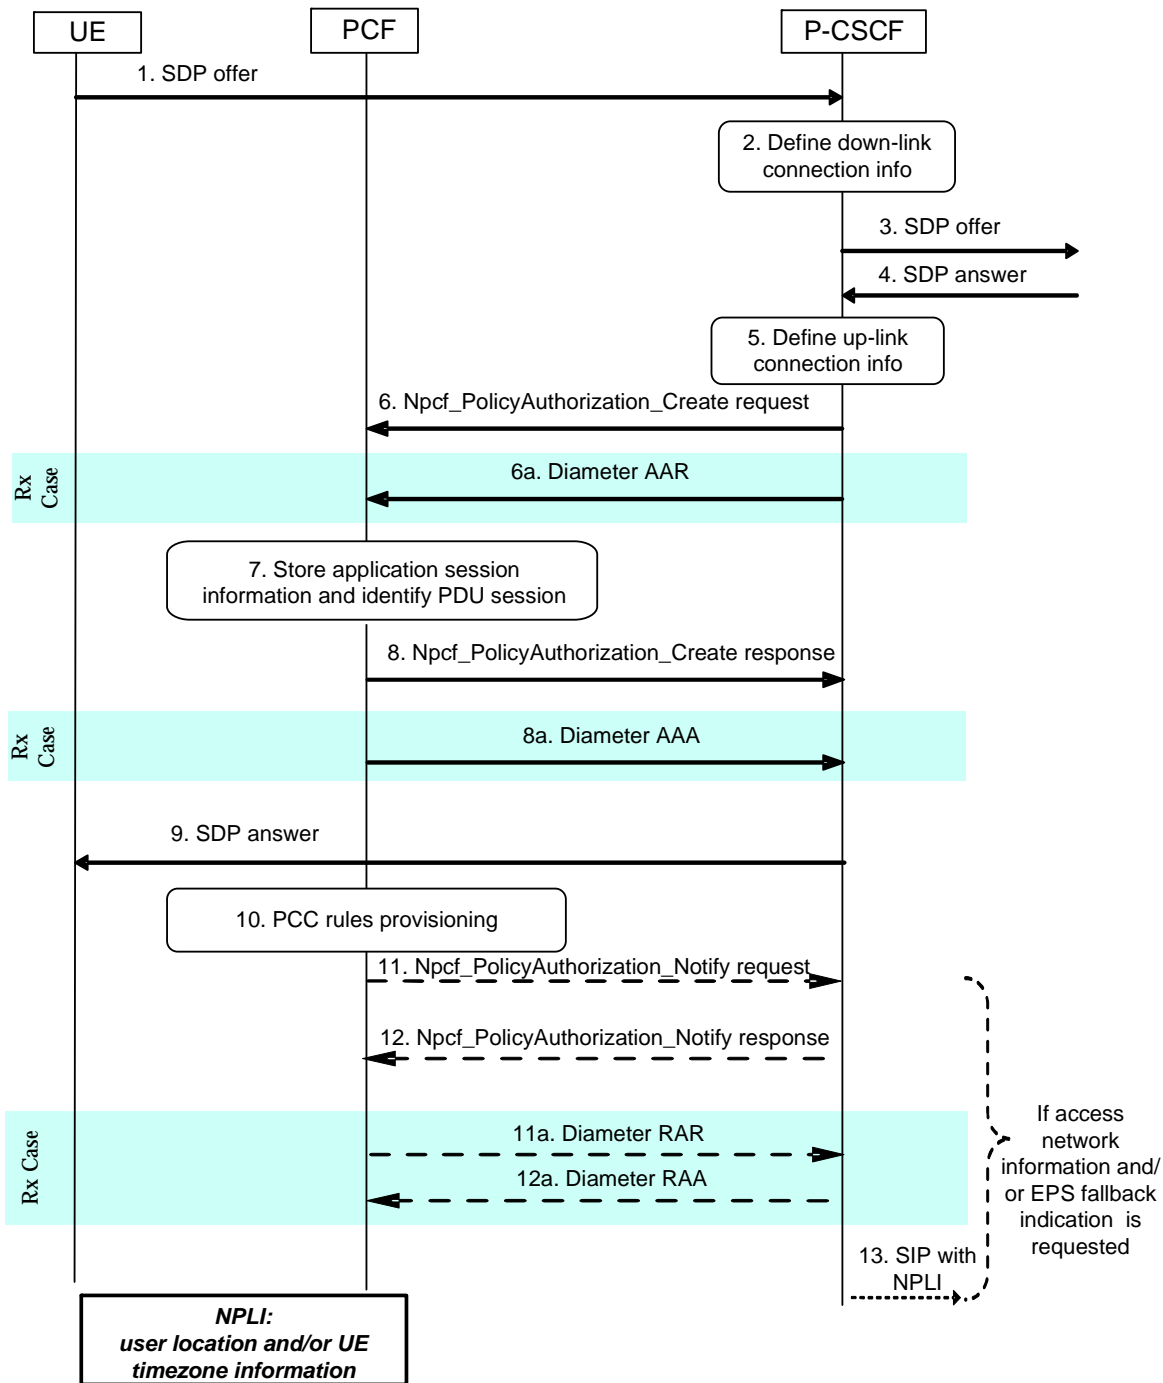 UE
PCF
P-CSCF
1. SDP offer
2. Define down-link
connection info
3. SDP offer
4. SDP answer
5. Define up-link
connection info
6. Npcf_PolicyAuthorization_Create request
Rx
Case
6a. Diameter AAR
7. Store application session
information and identify PDU session
8. Npcf_PolicyAuthorization_Create response
Rx
Case
8a. Diameter AAA
9. SDP answer
10. PCC rules provisioning
11. Npcf_PolicyAuthorization_Notify request
12. Npcf_PolicyAuthorization_Notify response
Rx Case
11a. Diameter RAR
12a. Diameter RAA
If access
network
information and/
or EPS fallback
indication is
requested
13. SIP with
NPLI
NPLI:
user location and/or UE
timezone information